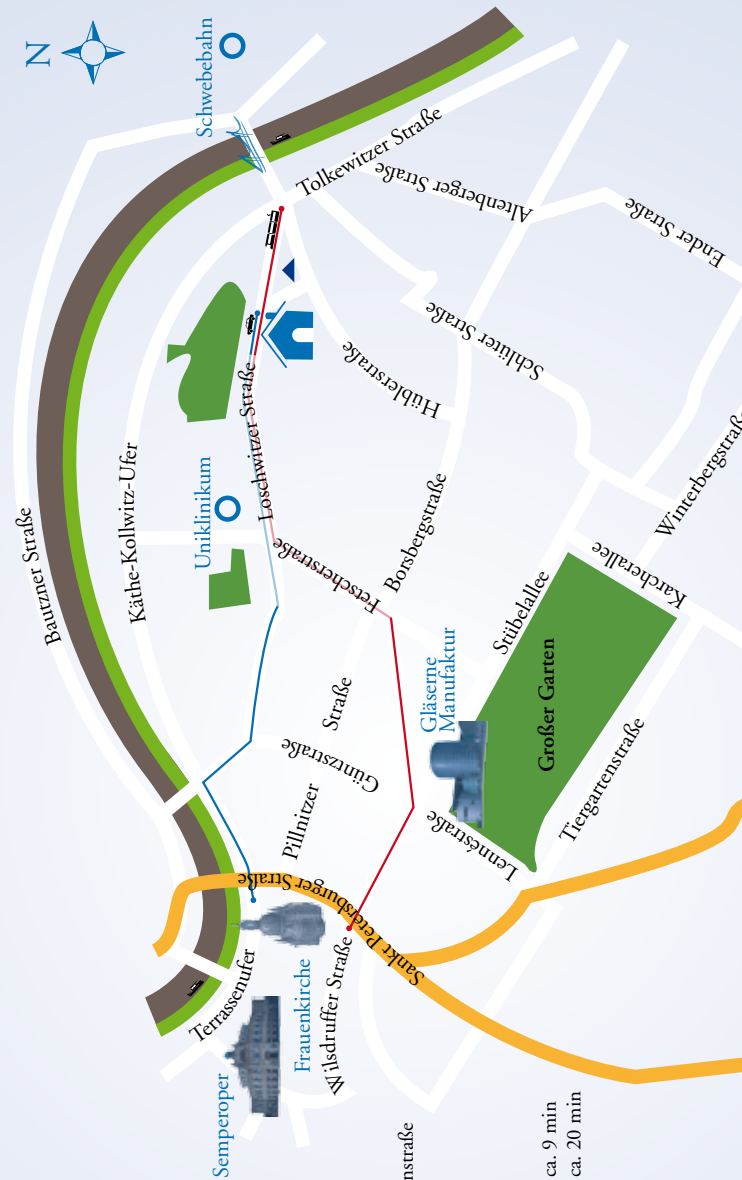 N
Schwebebahn
Tolkewitzer Straße
Altenberger Straße
Ender Straße
Schlüter Straße
Hüblerstraße
Loschwitzer Straße
Käthe-Kollwitz-Ufer
Bautzner Straße
Uniklinikum
Fetscherstraße
Borsbergstraße
Winterbergstraße
Karcherallee
Stübelallee
Großer Garten
Gläserne
Manufaktur
Tiergartenstraße
Lennéstraße
Güntzstraße
Pillnitzer
Straße
Sankt Petersburger Straße
Terrassenufer
Frauenkirche
Wilsdruffer Straße
Semperoper
nstraße
ca. 9 min
ca. 20 min